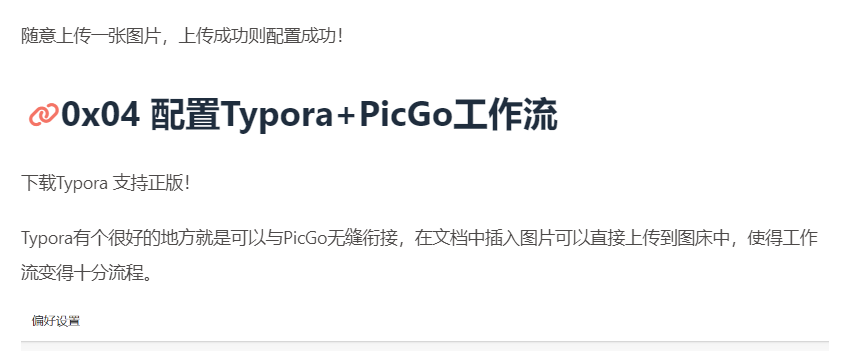 随意上传一张图片，上传成功则配置成功！
0x04 配置Typora+PicGo工作流
下载Typora 支持正版！
Typora有个很好的地方就是可以与PicGo无缝衔接，在文档中插入图片可以直接上传到图床中，使得工作
流变得十分流程。
偏好设置